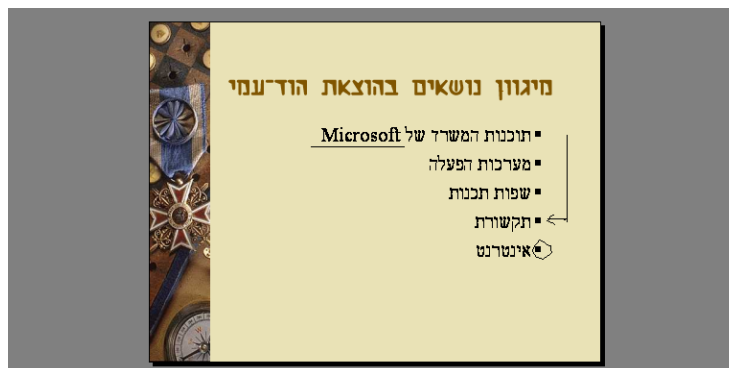 מיגוון נושאים בהוצאת הוד־עמי
▪ תוכנות המשרד של Microsoft
▪ מערכות הפעלה
▪ שפות תכנות
▪ תקשורת
▪ אינטרנט